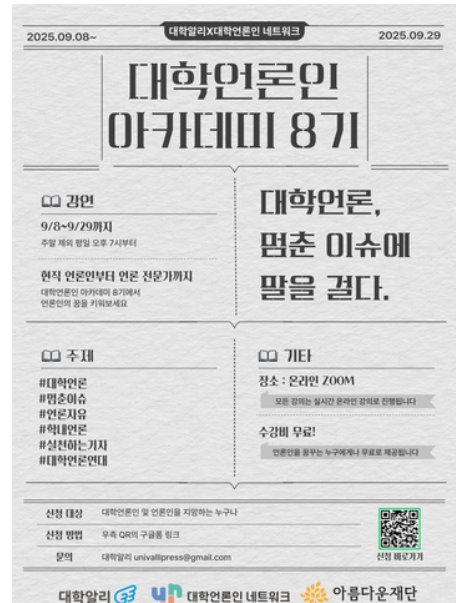 2025.09.08~
대학알리X대학언론인 네트워크
2025.09.29
대학언론인
아카데미 8기
강연
9/8~9/29까지
주말 제외 평일 오후 7시부터
현직 언론인부터 언론 전문가까지
대학언론인 아카데미 8기에서
언론인의 꿈을 키워보세요
대학언론,
멈춘 이슈에
말을 걸다.
주제
#대학언론
#멈춘이슈
#언론자유
#학내언론
#실천하는기자
#대학언론연대
기타
장소 : 온라인 ZOOM
모든 강의는 실시간 온라인 강의로 진행됩니다
수강비 무료!
언론인을 꿈꾸는 누구에게나 무료로 제공됩니다
신청 대상 대학언론인 및 언론인을 지망하는 누구나
신청 방법 우측 QR의 구글폼 링크
문의 대학알리 univallipress@gmail.com
신청 바로가기
대학알리
un 대학언론인 네트워크
아름다운재단